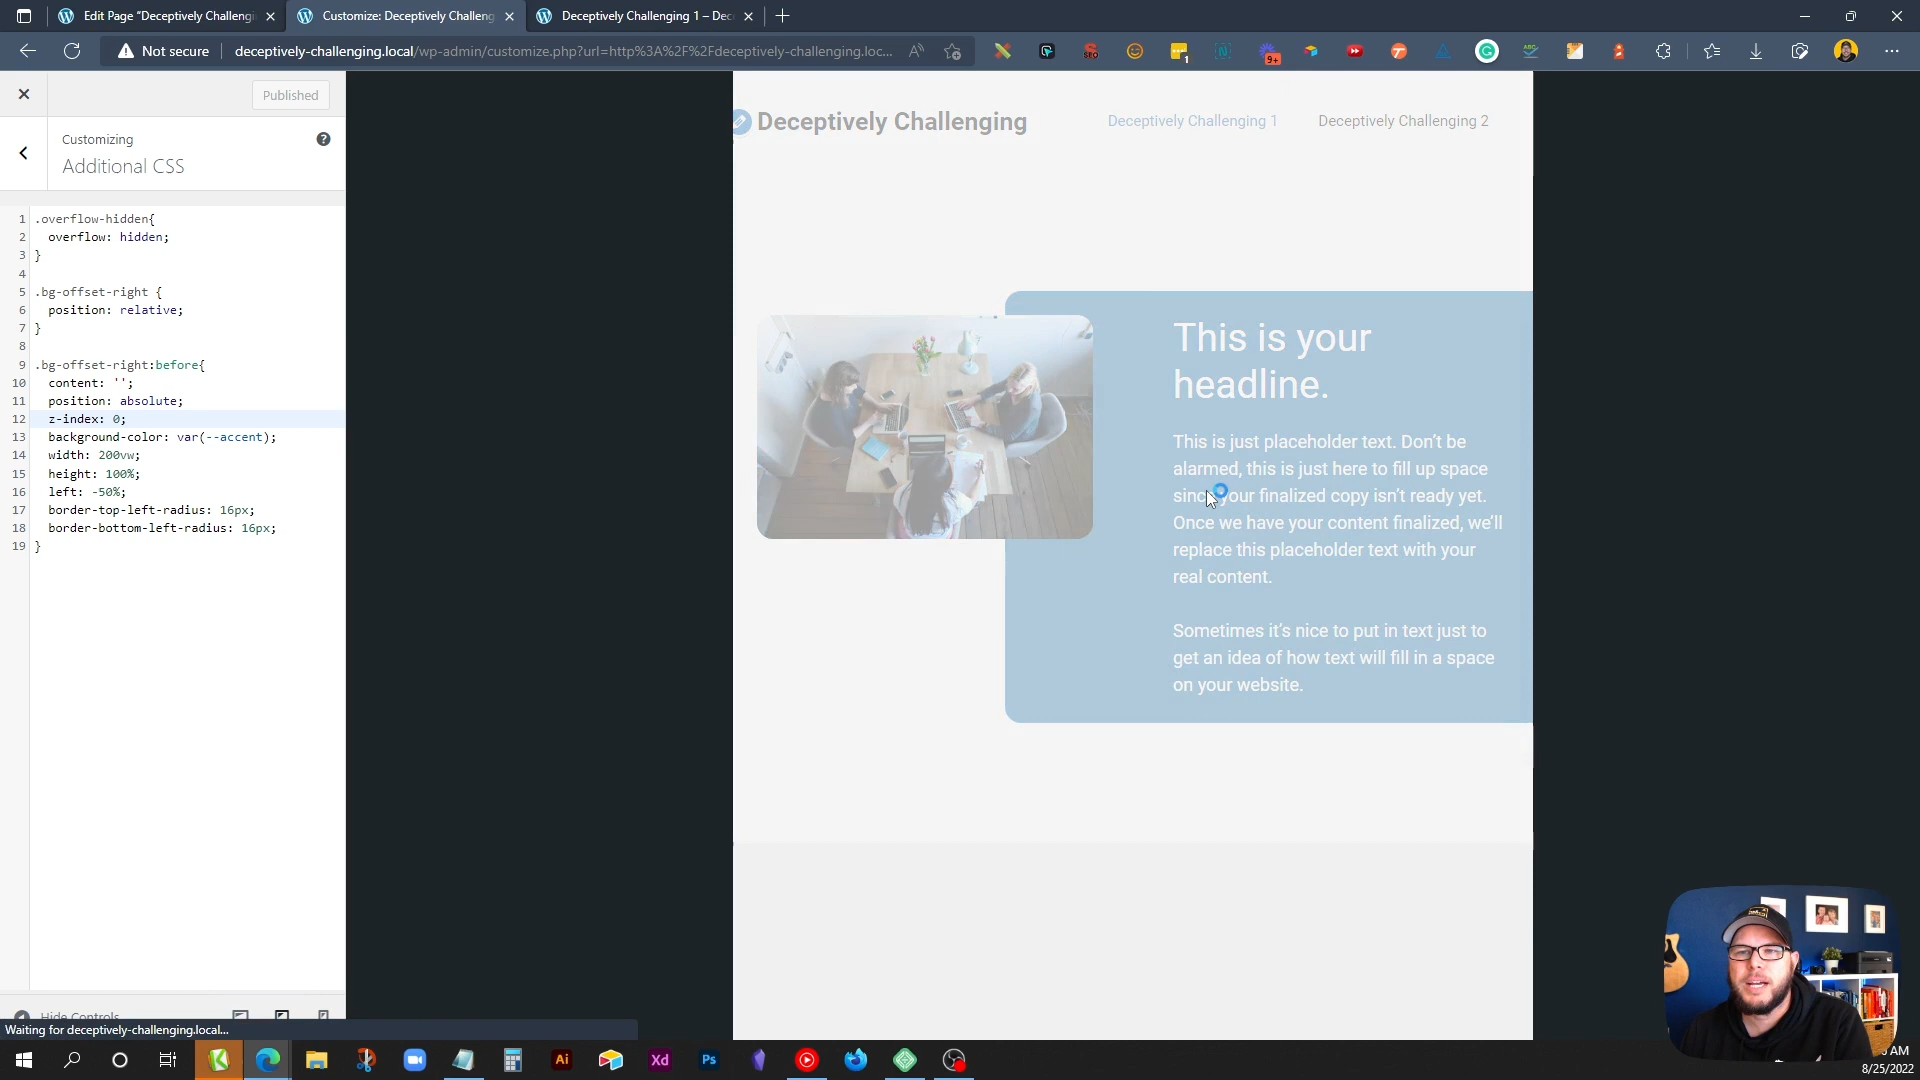 Edit Page "Deceptively Challengi
Customize: Deceptively Challeng
Deceptively Challenging 1 – Dec
Not secure
deceptively-challenging.local/wp-admin/customize.php?url=http%3A%2F%2Fdeceptively-challenging.loc...
SEO
1
9+
ABC
Published
Customizing
Additional CSS
1 .overflow-hidden{
2 overflow: hidden;
3 }
4
5 .bg-offset-right {
6 position: relative;
7 }
8
9 .bg-offset-right:before{
10 content: '';
11 position: absolute;
12 z-index: 0;
13 background-color: var(--accent);
14 width: 200vw;
15 height: 100%;
16 left: -50%;
17 border-top-left-radius: 16px;
18 border-bottom-left-radius: 16px;
19 }
Deceptively Challenging
Deceptively Challenging 1
Deceptively Challenging 2
This is your
headline.
This is just placeholder text. Don't be
alarmed, this is just here to fill up space
since your finalized copy isn't ready yet.
Once we have your content finalized, we'll
replace this placeholder text with your
real content.
Sometimes it's nice to put in text just to
get an idea of how text will fill in a space
on your website.
Hide Controls
Waiting for deceptively-challenging.local...
Ai
Xd
Ps
AM
8/25/2022